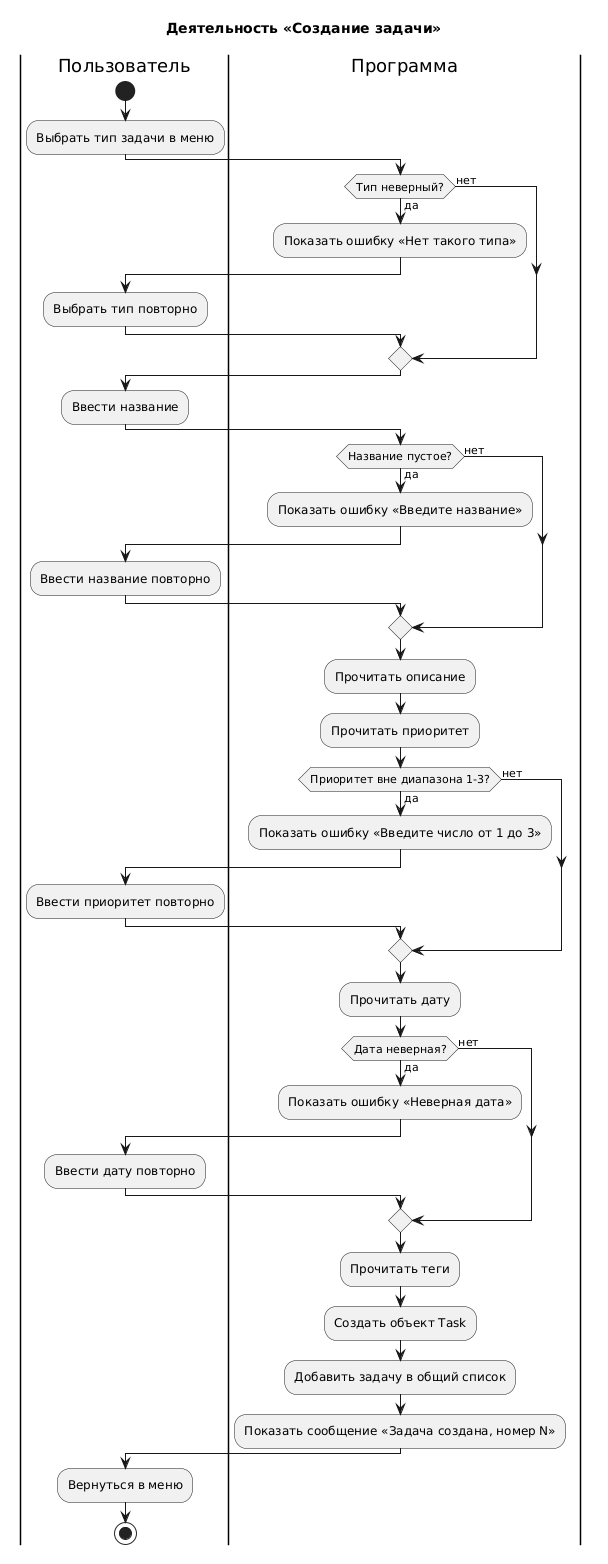 Деятельность «Создание задачи»
Пользователь
Программа
Выбрать тип задачи в меню
Тип неверный?
нет
да
Показать ошибку «Нет такого типа»
Выбрать тип повторно
Ввести название
Название пустое?
нет
да
Показать ошибку «Введите название»
Ввести название повторно
Прочитать описание
Прочитать приоритет
Приоритет вне диапазона 1-3?
нет
да
Показать ошибку «Введите число от 1 до 3»
Ввести приоритет повторно
Прочитать дату
Дата неверная?
нет
да
Показать ошибку «Неверная дата»
Ввести дату повторно
Прочитать теги
Создать объект Task
Добавить задачу в общий список
Показать сообщение «Задача создана, номер N»
Вернуться в меню